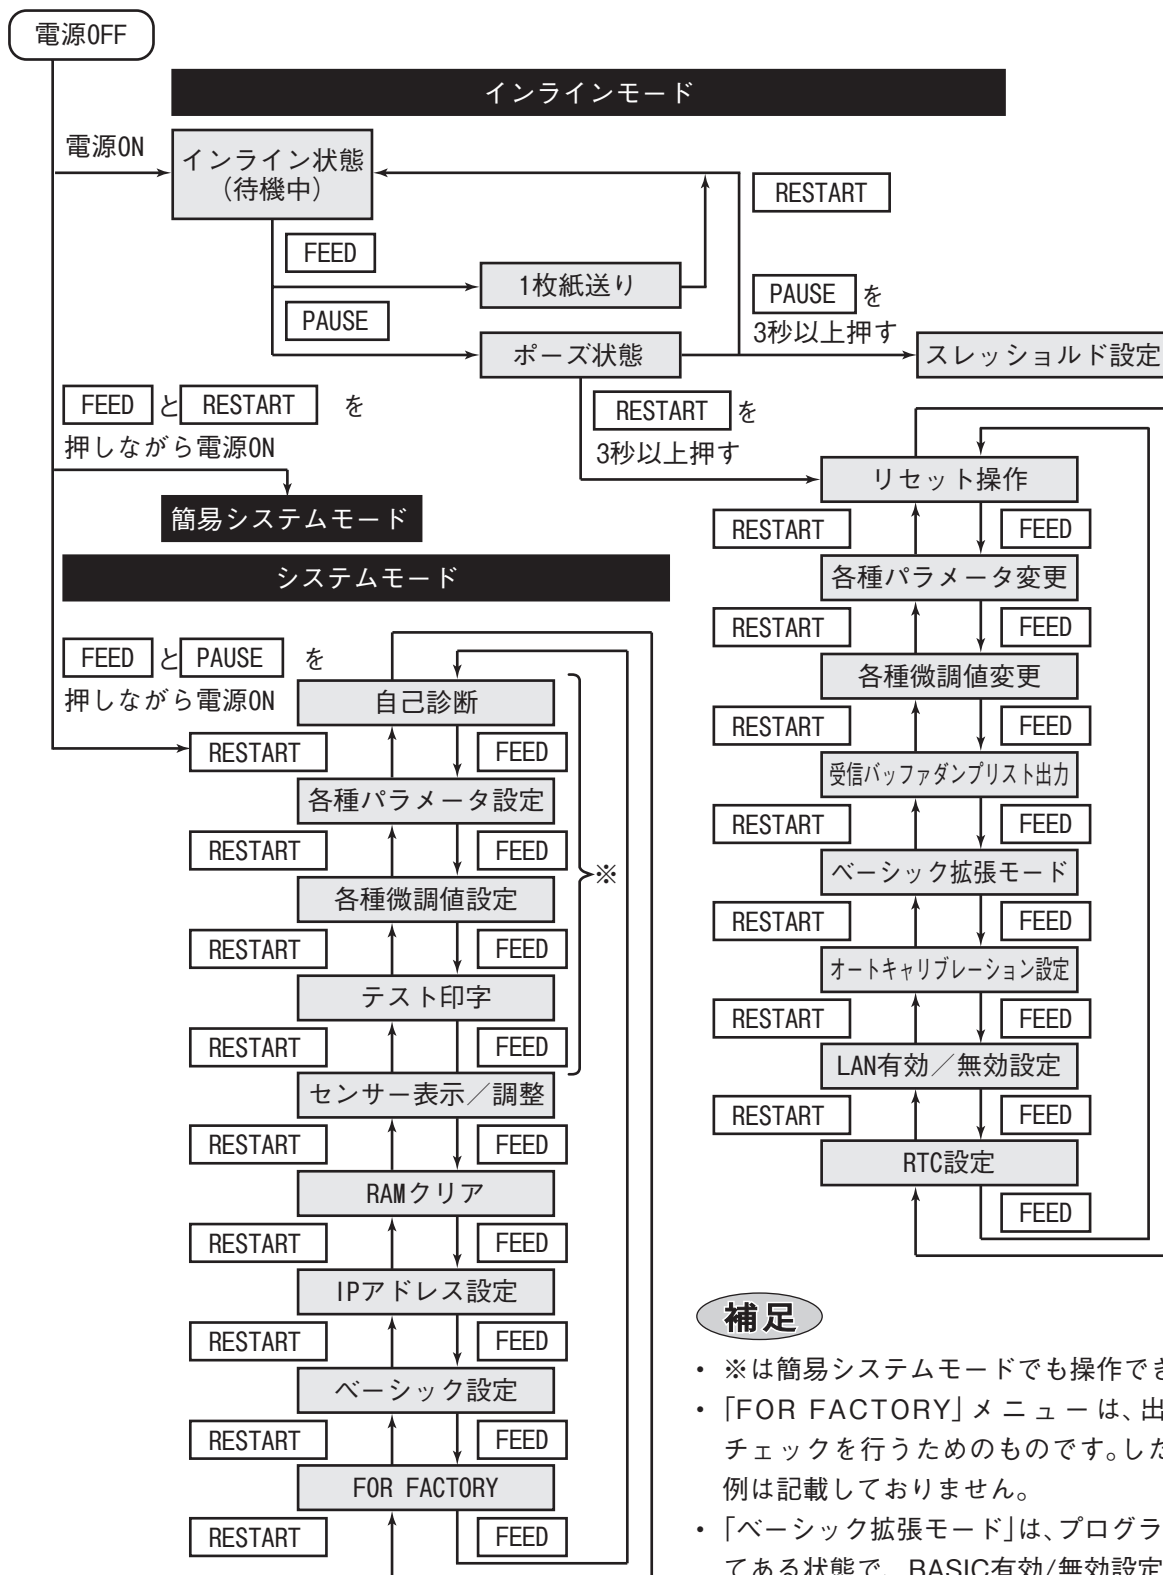 電源OFF
インラインモード
電源ON
インライン状態
(待機中)
RESTART
FEED
1枚紙送り
PAUSE を
3秒以上押す
PAUSE
ポーズ状態
スレッショルド設定
FEED と RESTART を
押しながら電源ON
RESTART を
3秒以上押す
簡易システムモード
リセット操作
RESTART
FEED
各種パラメータ変更
RESTART
FEED
各種微調値変更
RESTART
FEED
受信バッファダンプリスト出力
RESTART
FEED
ベーシック拡張モード
RESTART
FEED
オートキャリブレーション設定
RESTART
FEED
LAN有効／無効設定
RESTART
FEED
RTC設定
FEED
システムモード
FEED と PAUSE を
押しながら電源ON
自己診断
RESTART
FEED
各種パラメータ設定
RESTART
FEED
※
各種微調値設定
RESTART
FEED
テスト印字
RESTART
FEED
センサー表示／調整
RESTART
FEED
RAMクリア
RESTART
FEED
IPアドレス設定
RESTART
FEED
ベーシック設定
RESTART
FEED
FOR FACTORY
RESTART
FEED
補足
・ ※は簡易システムモードでも操作でき
・ 「FOR FACTORY」メニューは、出
チェックを行うためのものです。した
例は記載しておりません。
・ 「ベーシック拡張モード」は、プログラ
てある状態で、BASIC有効/無効設定